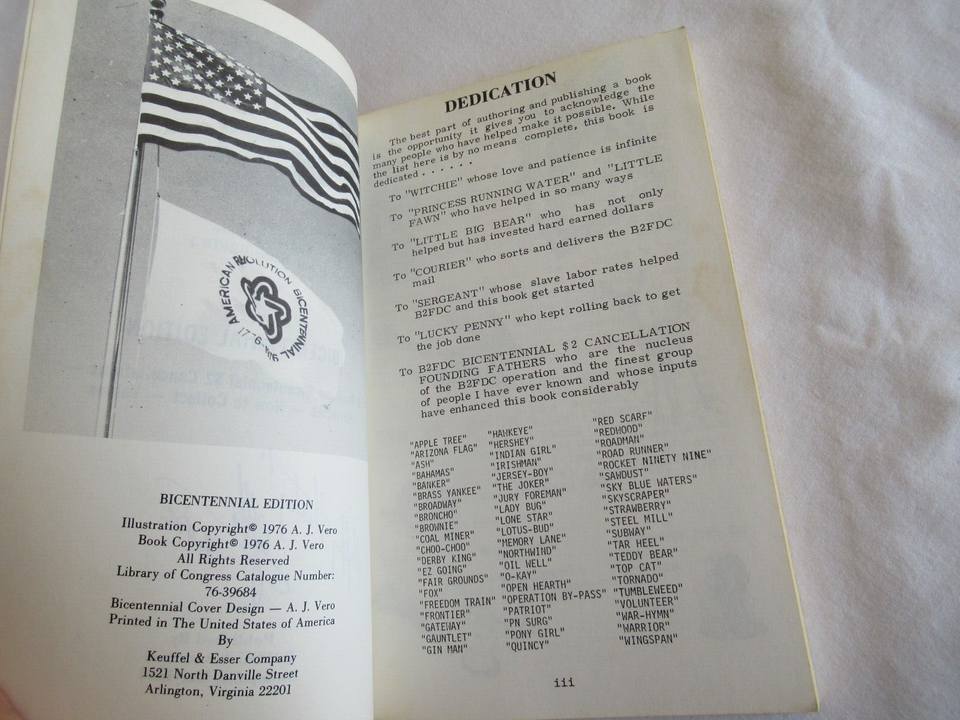 AMERICAN REVOLUTION BICENTENNIAL
1776-1976
BICENTENNIAL EDITION
Illustration Copyright© 1976 A. J. Vero
Book Copyright© 1976 A. J. Vero
All Rights Reserved
Library of Congress Catalogue Number:
76-39684
Bicentennial Cover Design — A. J. Vero
Printed in The United States of America
By
Keuffel & Esser Company
1521 North Danville Street
Arlington, Virginia 22201
DEDICATION
The best part of authoring and publishing a book
is the opportunity it gives you to acknowledge the
many people who have helped make it possible. While
the list here is by no means complete, this book is
dedicated . . . . . .
To "WITCHIE" whose love and patience is infinite
To "PRINCESS RUNNING WATER" and "LITTLE
FAWN" who have helped in so many ways
To "LITTLE BIG BEAR" who has not only
helped but has invested hard earned dollars
To "COURIER" who sorts and delivers the B2FDC
mail
To "SERGEANT" whose slave labor rates helped
B2FDC and this book get started
To "LUCKY PENNY" who kept rolling back to get
the job done
To B2FDC BICENTENNIAL $2 CANCELLATION
FOUNDING FATHERS who are the nucleus
of the B2FDC operation and the finest group
of people I have ever known and whose inputs
have enhanced this book considerably
"APPLE TREE"
"ARIZONA FLAG"
"ASH"
"BAHAMAS"
"BANKER"
"BRASS YANKEE"
"BROADWAY"
"BRONCHO"
"BROWNIE"
"COAL MINER"
"CHOO-CHOO"
"DERBY KING"
"EZ GOING"
"FAIR GROUNDS"
"FOX"
"FREEDOM TRAIN"
"FRONTIER"
"GATEWAY"
"GAUNTLET"
"GIN MAN"
"HAWKEYE"
"HERSHEY"
"INDIAN GIRL"
"IRISHMAN"
"JERSEY-BOY"
"THE JOKER"
"JURY FOREMAN"
"LADY BUG"
"LONE STAR"
"LOTUS-BUD"
"MEMORY LANE"
"NORTHWIND"
"OIL WELL"
"O-KAY"
"OPEN HEARTH"
"OPERATION BY-PASS"
"PATRIOT"
"PN SURG"
"PONY GIRL"
"QUINCY"
"RED SCARF"
"REDHOOD"
"ROADMAN"
"ROAD RUNNER"
"ROCKET NINETY NINE"
"SAWDUST"
"SKY BLUE WATERS"
"SKYSCRAPER"
"STRAWBERRY"
"STEEL MILL"
"SUBWAY"
"TAR HEEL"
"TEDDY BEAR"
"TOP CAT"
"TORNADO"
"TUMBLEWEED"
"VOLUNTEER"
"WAR-HYMN"
"WARRIOR"
"WINGSPAN"
iii